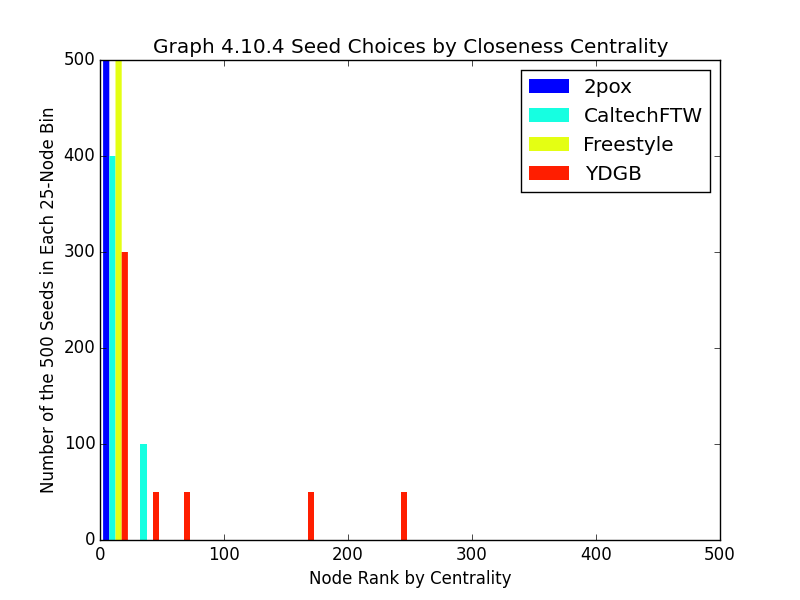 Graph 4.10.4 Seed Choices by Closeness Centrality
Number of the 500 Seeds in Each 25-Node Bin
500
400
300
200
100
0
2pox
CaltechFTW
Freestyle
YDGB
0 100 200 300 400 500
Node Rank by Centrality